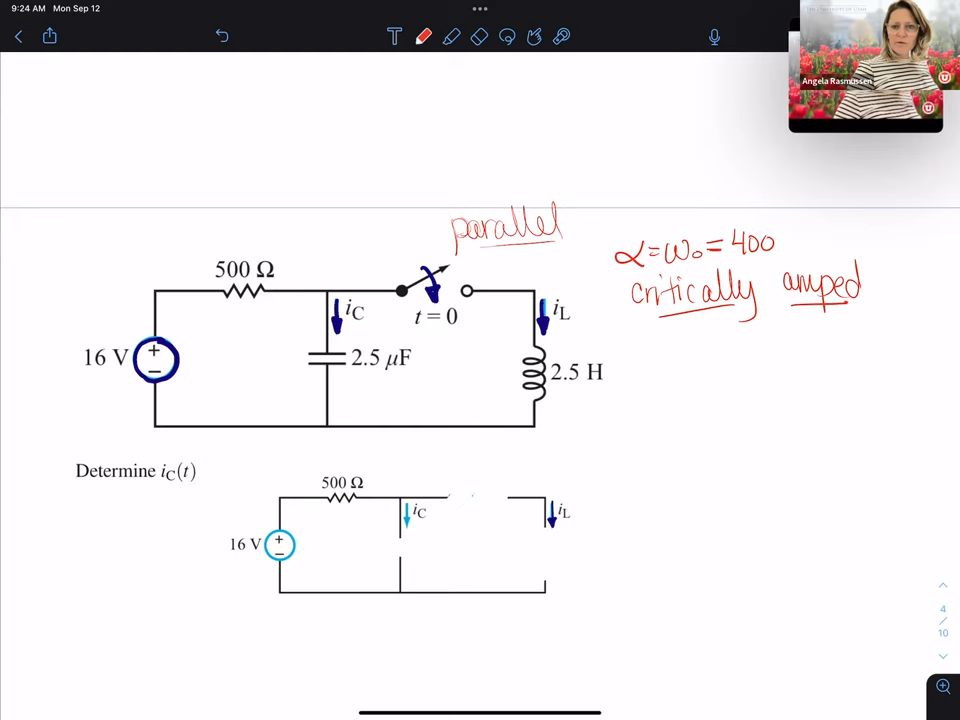 9:24 AM Mon Sep 12
Angela Rasmussen
parallel
α=ω₀=400
critically amped
500 Ω
16 V
+
−
iC
2.5 μF
t = 0
iL
2.5 H
Determine iC(t)
500 Ω
16 V
+
−
iC
iL
4
/
10